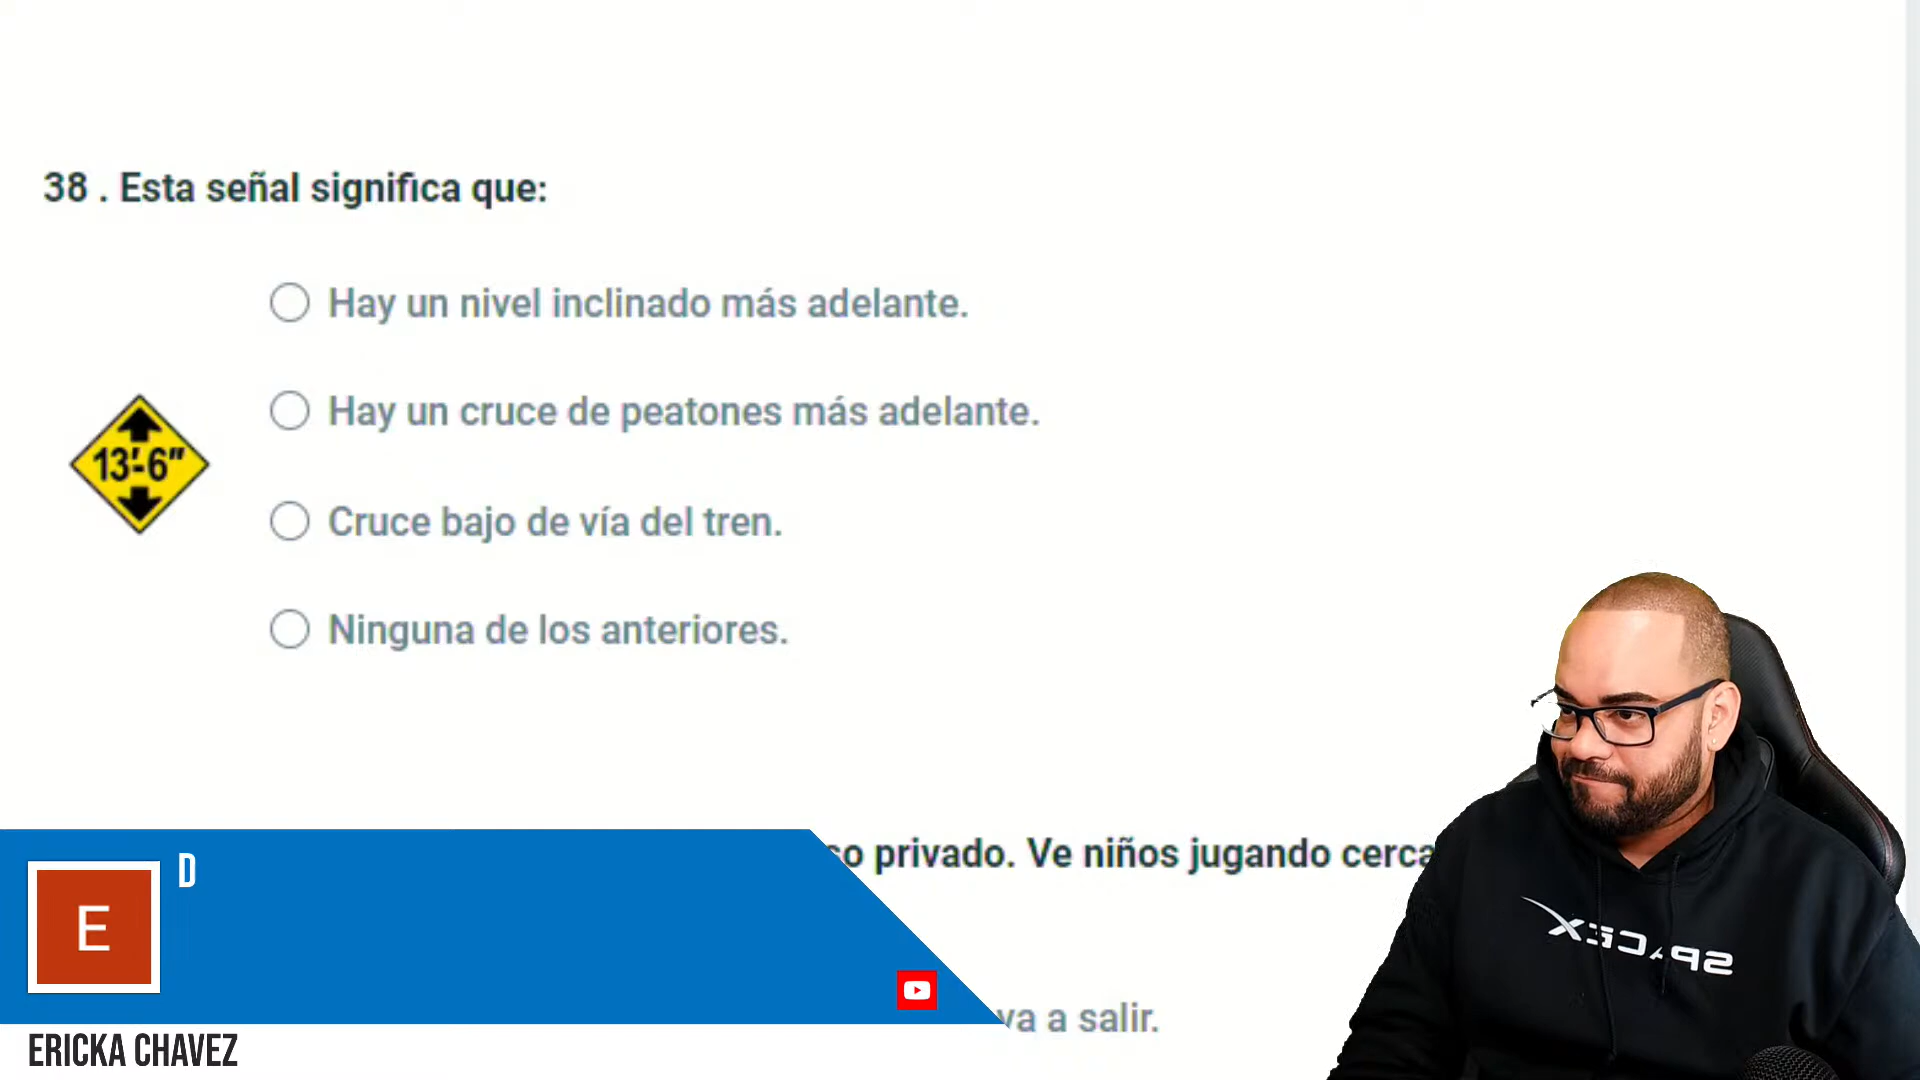 38 . Esta señal significa que:
Hay un nivel inclinado más adelante.
Hay un cruce de peatones más adelante.
13'-6"
Cruce bajo de vía del tren.
Ninguna de los anteriores.
privado. Ve niños jugando cerca
D
E
SPACEX
va a salir.
ERICKA CHAVEZ